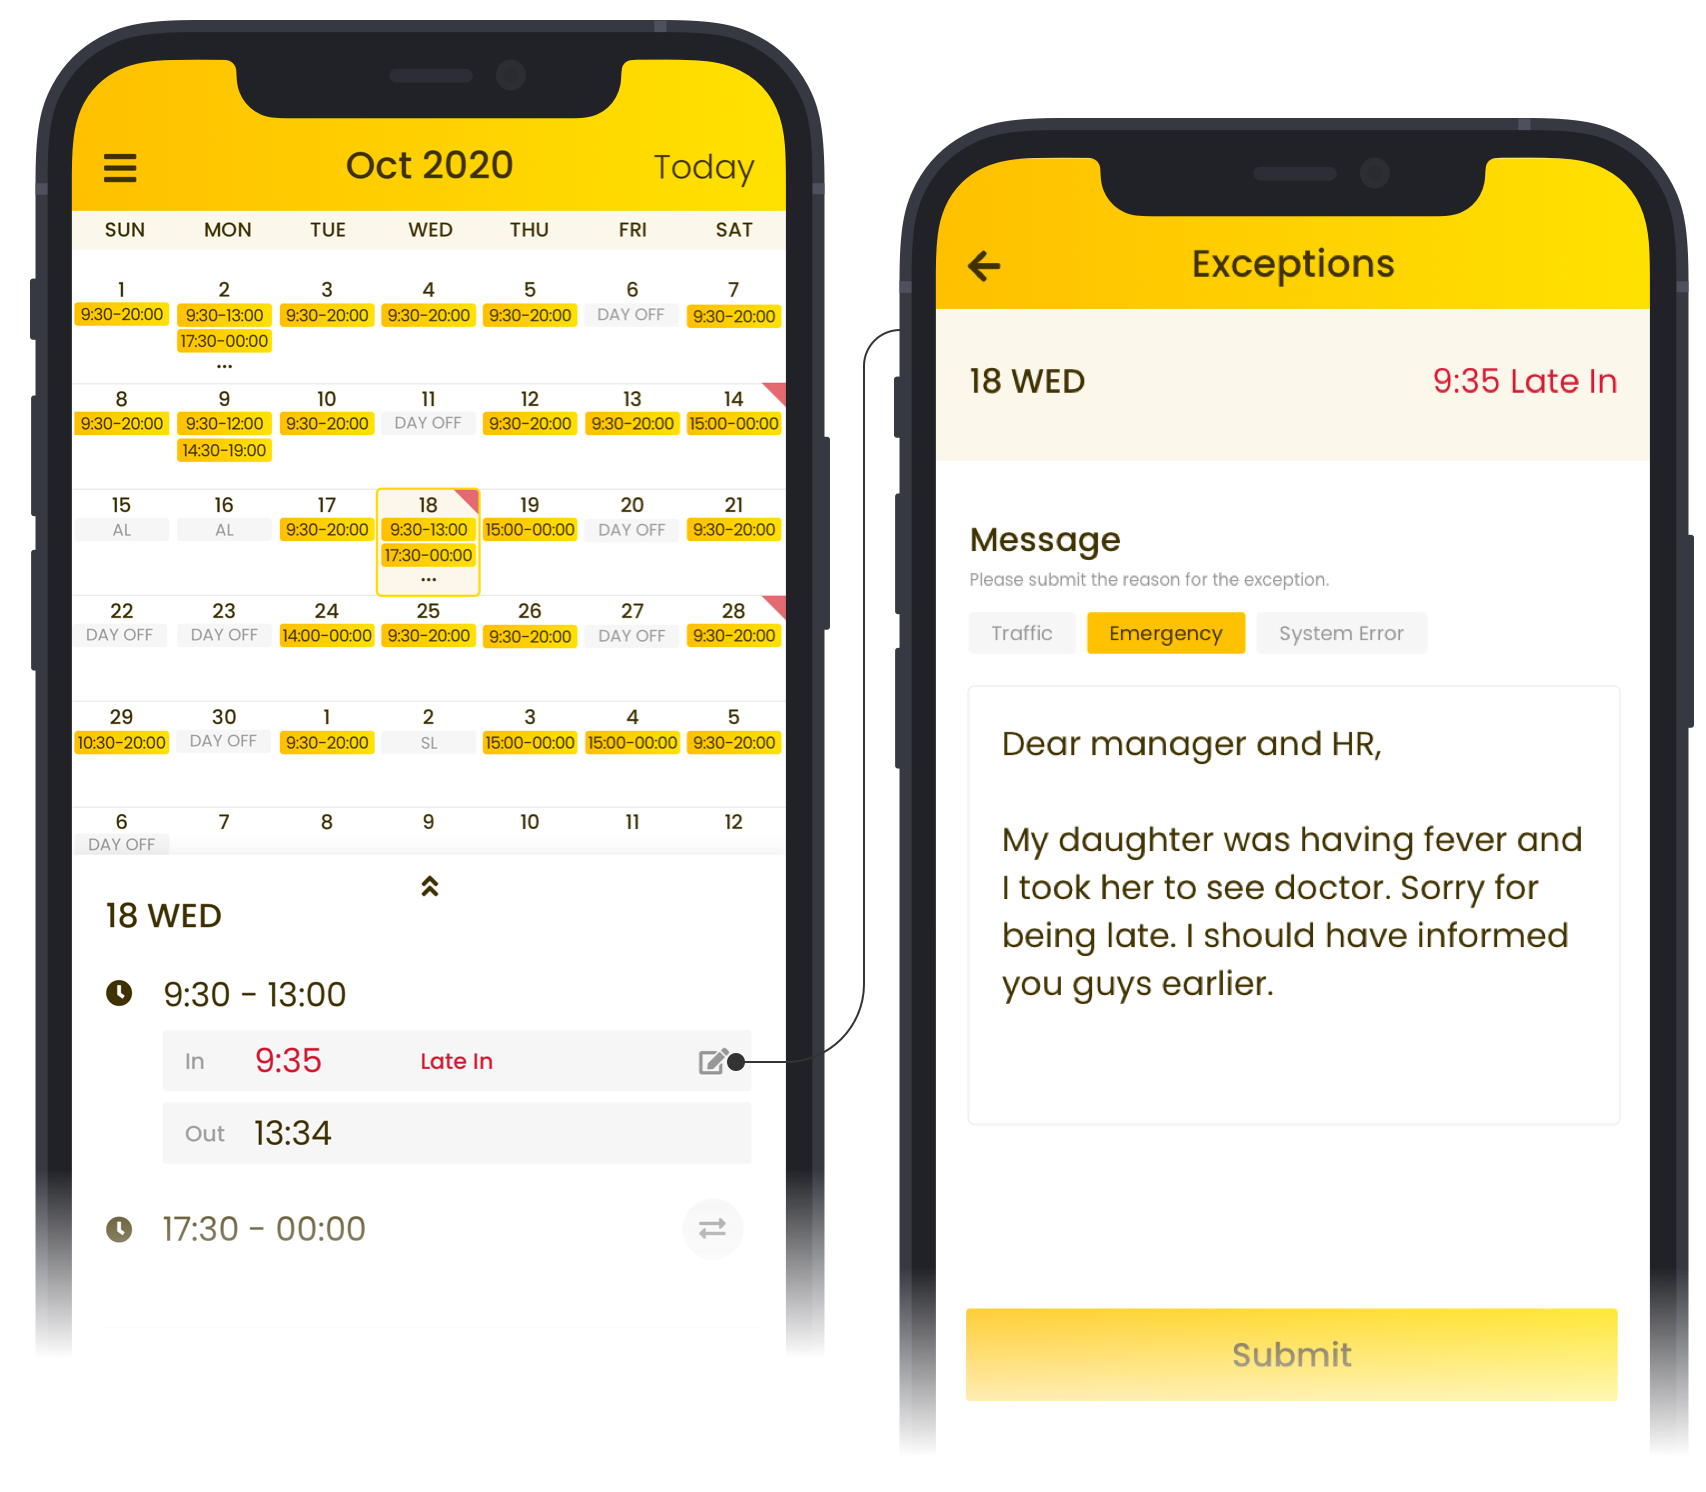 Oct 2020 Today
SUN MON TUE WED THU FRI SAT
1 2 3 4 5 6 7
9:30-20:00 9:30-13:00 9:30-20:00 9:30-20:00 9:30-20:00 DAY OFF 9:30-20:00
17:30-00:00
...
8 9 10 11 12 13 14
9:30-20:00 9:30-12:00 9:30-20:00 DAY OFF 9:30-20:00 9:30-20:00 15:00-00:00
14:30-19:00
15 16 17 18 19 20 21
AL AL 9:30-20:00 9:30-13:00 15:00-00:00 DAY OFF 9:30-20:00
17:30-00:00
...
22 23 24 25 26 27 28
DAY OFF DAY OFF 14:00-00:00 9:30-20:00 9:30-20:00 DAY OFF 9:30-20:00
29 30 1 2 3 4 5
10:30-20:00 DAY OFF 9:30-20:00 SL 15:00-00:00 15:00-00:00 9:30-20:00
6 7 8 9 10 11 12
DAY OFF
18 WED
9:30 - 13:00
In 9:35 Late In
Out 13:34
17:30 - 00:00
Exceptions
18 WED 9:35 Late In
Message
Please submit the reason for the exception.
Traffic Emergency System Error
Dear manager and HR,
My daughter was having fever and
I took her to see doctor. Sorry for
being late. I should have informed
you guys earlier.
Submit